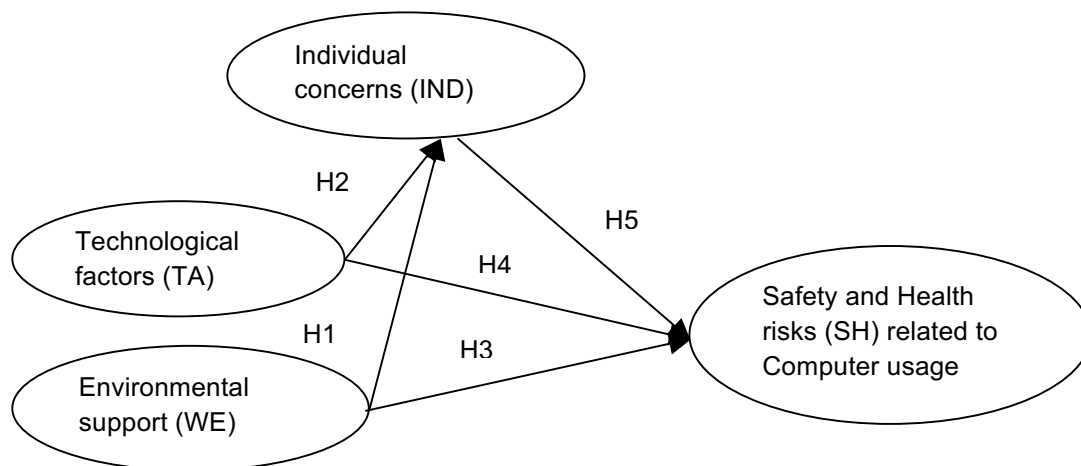 Individual
concerns (IND)
H2
H5
Technological
factors (TA)
H4
Safety and Health
risks (SH) related to
Computer usage
H1
H3
Environmental
support (WE)